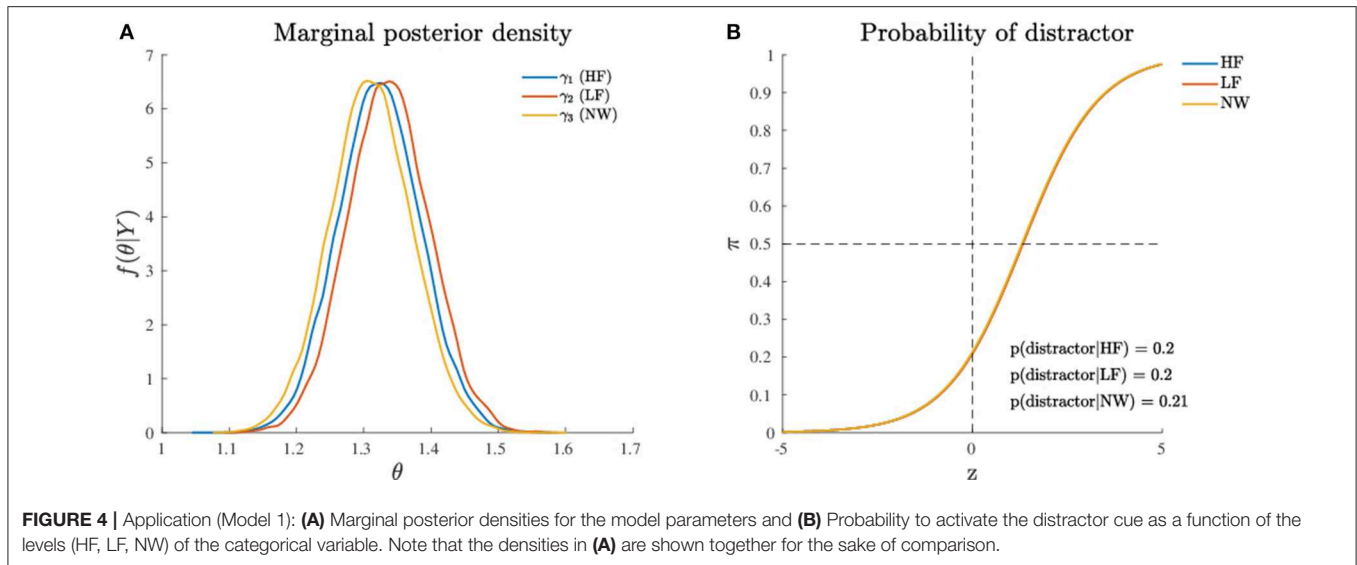 A
Marginal posterior density
7
6
5
4
3
2
1
0
f(θ|Y)
1
1.1
1.2
1.3
1.4
1.5
1.6
1.7
θ
γ₁ (HF)
γ₂ (LF)
γ₃ (NW)
B
Probability of distractor
1
0.9
0.8
0.7
0.6
0.5
0.4
0.3
0.2
0.1
0
π
-5
0
5
z
HF
LF
NW
p(distractor|HF) = 0.2
p(distractor|LF) = 0.2
p(distractor|NW) = 0.21
FIGURE 4 | Application (Model 1): (A) Marginal posterior densities for the model parameters and (B) Probability to activate the distractor cue as a function of the
levels (HF, LF, NW) of the categorical variable. Note that the densities in (A) are shown together for the sake of comparison.